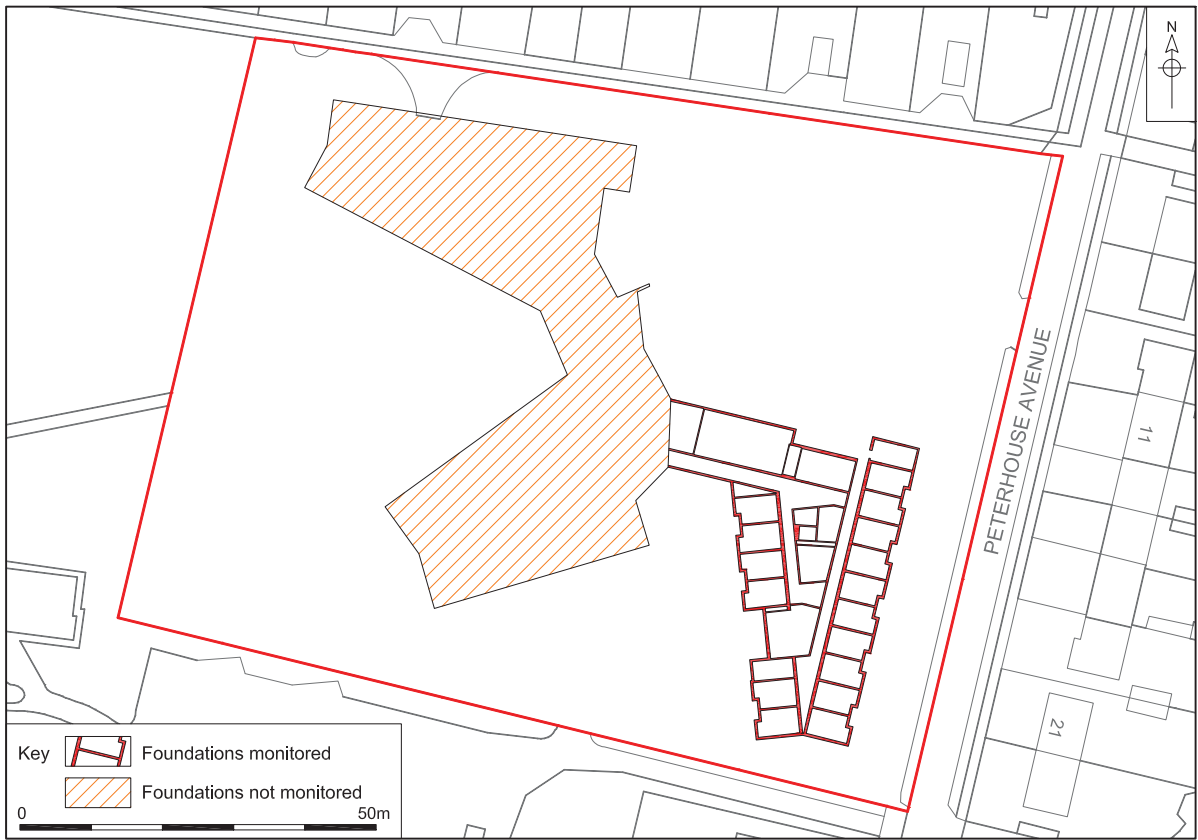 N
PETERHOUSE AVENUE
11
21
Key
Foundations monitored
Foundations not monitored
0 50m